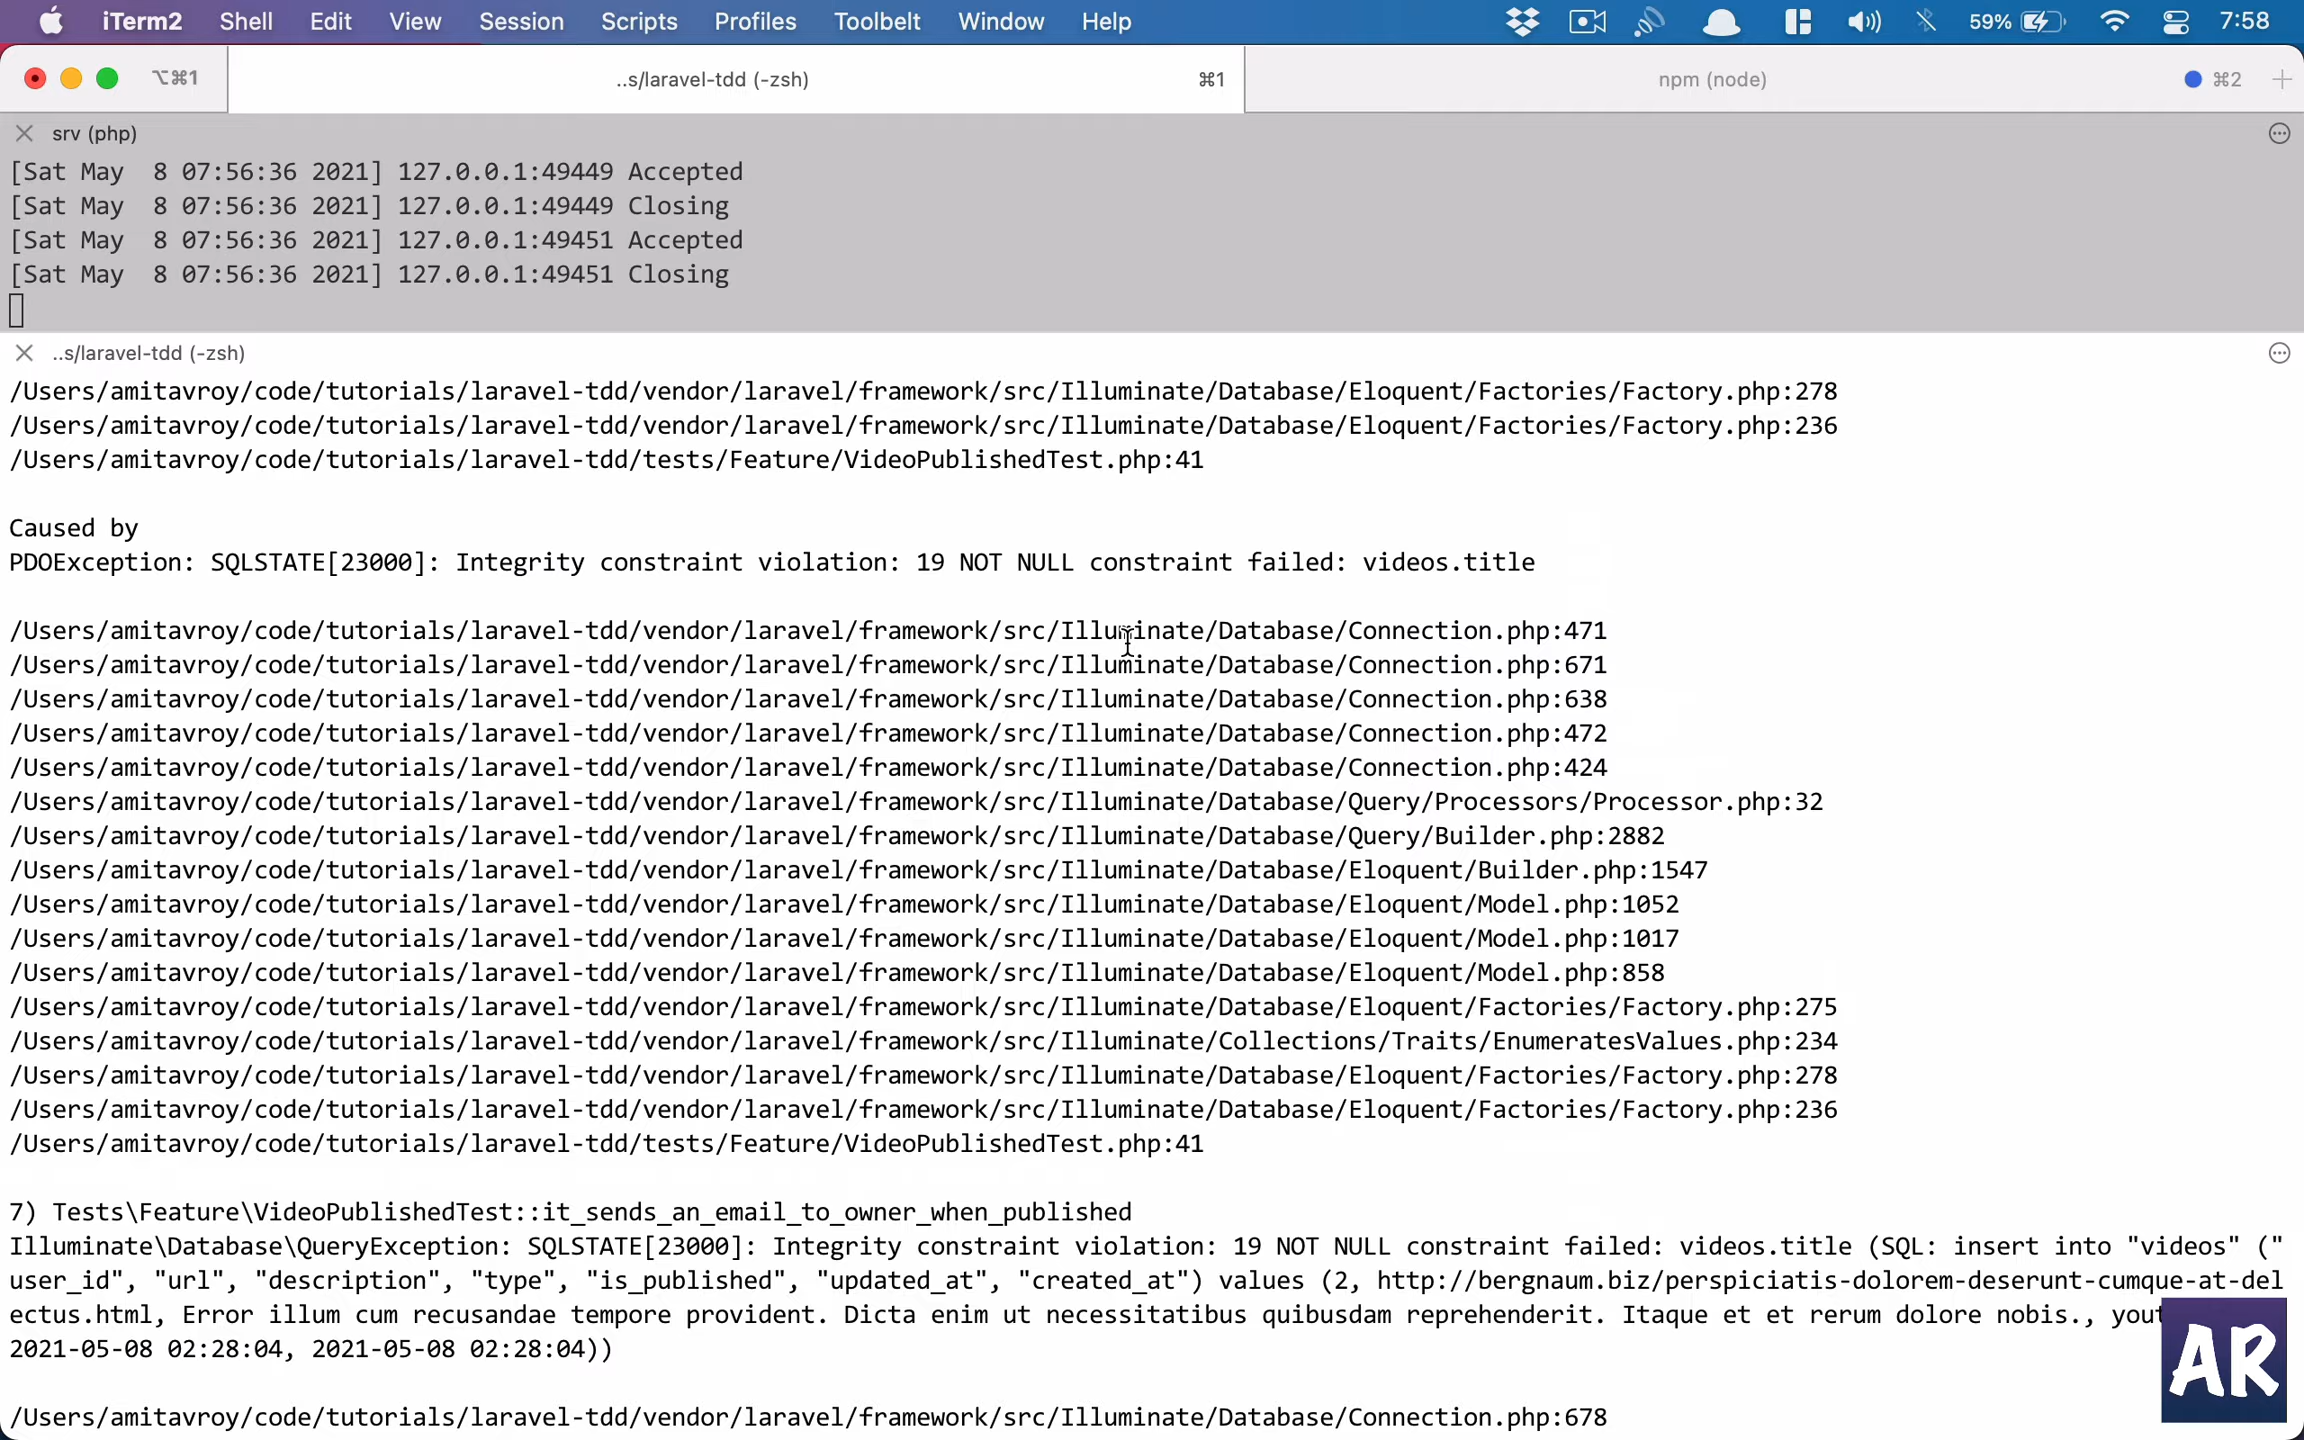 iTerm2 Shell Edit View Session Scripts Profiles Toolbelt Window Help 59% 7:58
⌥⌘1 ..s/laravel-tdd (-zsh) ⌘1 npm (node) ⌘2
srv (php)
[Sat May  8 07:56:36 2021] 127.0.0.1:49449 Accepted
[Sat May  8 07:56:36 2021] 127.0.0.1:49449 Closing
[Sat May  8 07:56:36 2021] 127.0.0.1:49451 Accepted
[Sat May  8 07:56:36 2021] 127.0.0.1:49451 Closing
..s/laravel-tdd (-zsh)
/Users/amitavroy/code/tutorials/laravel-tdd/vendor/laravel/framework/src/Illuminate/Database/Eloquent/Factories/Factory.php:278
/Users/amitavroy/code/tutorials/laravel-tdd/vendor/laravel/framework/src/Illuminate/Database/Eloquent/Factories/Factory.php:236
/Users/amitavroy/code/tutorials/laravel-tdd/tests/Feature/VideoPublishedTest.php:41
Caused by
PDOException: SQLSTATE[23000]: Integrity constraint violation: 19 NOT NULL constraint failed: videos.title
/Users/amitavroy/code/tutorials/laravel-tdd/vendor/laravel/framework/src/Illuminate/Database/Connection.php:471
/Users/amitavroy/code/tutorials/laravel-tdd/vendor/laravel/framework/src/Illuminate/Database/Connection.php:671
/Users/amitavroy/code/tutorials/laravel-tdd/vendor/laravel/framework/src/Illuminate/Database/Connection.php:638
/Users/amitavroy/code/tutorials/laravel-tdd/vendor/laravel/framework/src/Illuminate/Database/Connection.php:472
/Users/amitavroy/code/tutorials/laravel-tdd/vendor/laravel/framework/src/Illuminate/Database/Connection.php:424
/Users/amitavroy/code/tutorials/laravel-tdd/vendor/laravel/framework/src/Illuminate/Database/Query/Processors/Processor.php:32
/Users/amitavroy/code/tutorials/laravel-tdd/vendor/laravel/framework/src/Illuminate/Database/Query/Builder.php:2882
/Users/amitavroy/code/tutorials/laravel-tdd/vendor/laravel/framework/src/Illuminate/Database/Eloquent/Builder.php:1547
/Users/amitavroy/code/tutorials/laravel-tdd/vendor/laravel/framework/src/Illuminate/Database/Eloquent/Model.php:1052
/Users/amitavroy/code/tutorials/laravel-tdd/vendor/laravel/framework/src/Illuminate/Database/Eloquent/Model.php:1017
/Users/amitavroy/code/tutorials/laravel-tdd/vendor/laravel/framework/src/Illuminate/Database/Eloquent/Model.php:858
/Users/amitavroy/code/tutorials/laravel-tdd/vendor/laravel/framework/src/Illuminate/Database/Eloquent/Factories/Factory.php:275
/Users/amitavroy/code/tutorials/laravel-tdd/vendor/laravel/framework/src/Illuminate/Collections/Traits/EnumeratesValues.php:234
/Users/amitavroy/code/tutorials/laravel-tdd/vendor/laravel/framework/src/Illuminate/Database/Eloquent/Factories/Factory.php:278
/Users/amitavroy/code/tutorials/laravel-tdd/vendor/laravel/framework/src/Illuminate/Database/Eloquent/Factories/Factory.php:236
/Users/amitavroy/code/tutorials/laravel-tdd/tests/Feature/VideoPublishedTest.php:41
7) Tests\Feature\VideoPublishedTest::it_sends_an_email_to_owner_when_published
Illuminate\Database\QueryException: SQLSTATE[23000]: Integrity constraint violation: 19 NOT NULL constraint failed: videos.title (SQL: insert into "videos" ("
user_id", "url", "description", "type", "is_published", "updated_at", "created_at") values (2, http://bergnaum.biz/perspiciatis-dolorem-deserunt-cumque-at-del
ectus.html, Error illum cum recusandae tempore provident. Dicta enim ut necessitatibus quibusdam reprehenderit. Itaque et et rerum dolore nobis., yout
2021-05-08 02:28:04, 2021-05-08 02:28:04))
AR
/Users/amitavroy/code/tutorials/laravel-tdd/vendor/laravel/framework/src/Illuminate/Database/Connection.php:678